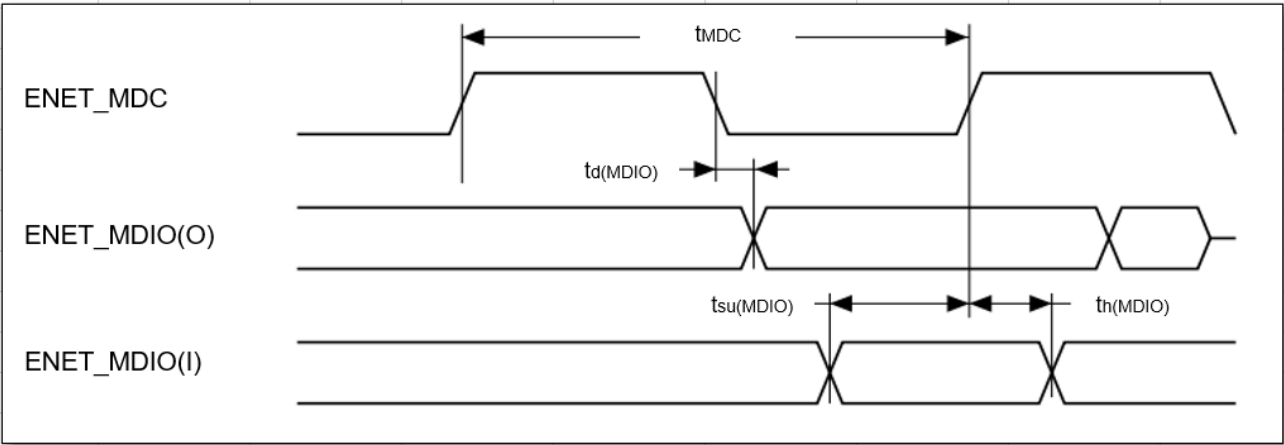 tMDC
ENET_MDC
td(MDIO)
ENET_MDIO(O)
tsu(MDIO)
th(MDIO)
ENET_MDIO(I)